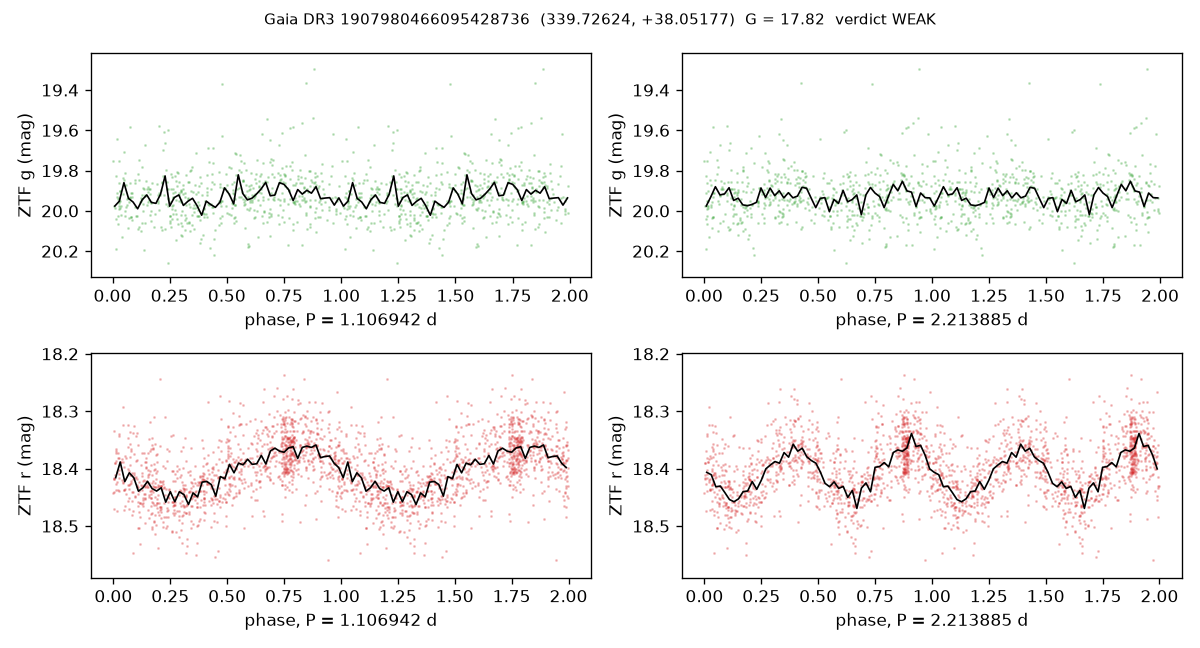 Gaia DR3 1907980466095428736 (339.72624, +38.05177) G = 17.82 verdict WEAK
ZTF g (mag)
19.4
19.6
19.8
20.0
20.2
0.00 0.25 0.50 0.75 1.00 1.25 1.50 1.75 2.00
phase, P = 1.106942 d
ZTF g (mag)
19.4
19.6
19.8
20.0
20.2
0.00 0.25 0.50 0.75 1.00 1.25 1.50 1.75 2.00
phase, P = 2.213885 d
ZTF r (mag)
18.2
18.3
18.4
18.5
0.00 0.25 0.50 0.75 1.00 1.25 1.50 1.75 2.00
phase, P = 1.106942 d
ZTF r (mag)
18.2
18.3
18.4
18.5
0.00 0.25 0.50 0.75 1.00 1.25 1.50 1.75 2.00
phase, P = 2.213885 d